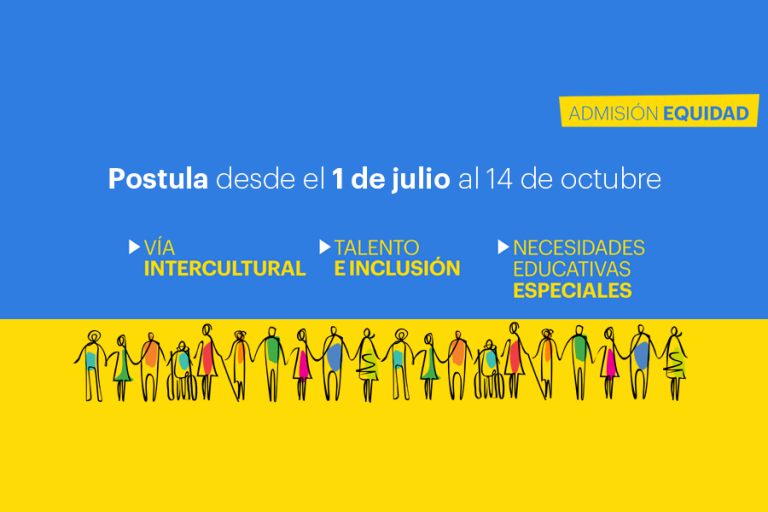 ADMISIÓN EQUIDAD
Postula desde el 1 de julio al 14 de octubre
VÍA
INTERCULTURAL
TALENTO
E INCLUSIÓN
NECESIDADES
EDUCATIVAS
ESPECIALES